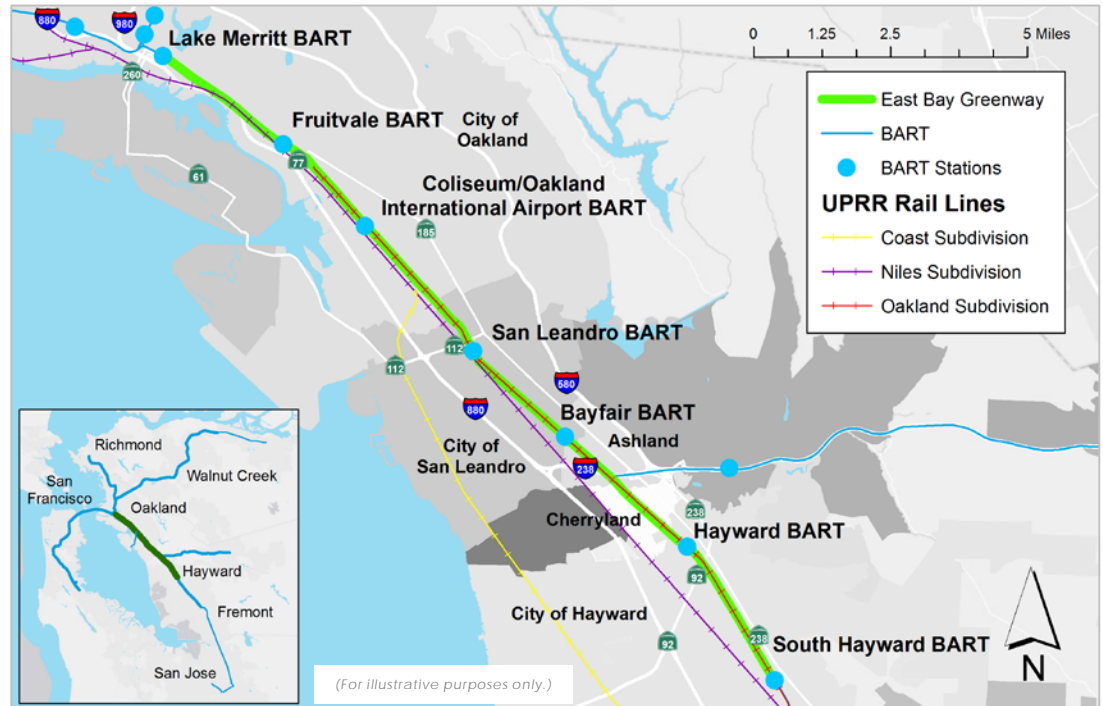 880
980
Lake Merritt BART
260
0 1.25 2.5 5 Miles
East Bay Greenway
BART
BART Stations
UPRR Rail Lines
Coast Subdivision
Niles Subdivision
Oakland Subdivision
Fruitvale BART
City of
Oakland
77
61
Coliseum/Oakland
International Airport BART
185
San Leandro BART
112
112
580
880
Bayfair BART
Ashland
City of
San Leandro
238
Cherryland
238
Hayward BART
92
City of Hayward
92
238
South Hayward BART
N
Richmond
Walnut Creek
San
Francisco
Oakland
Hayward
Fremont
San Jose
(For illustrative purposes only.)